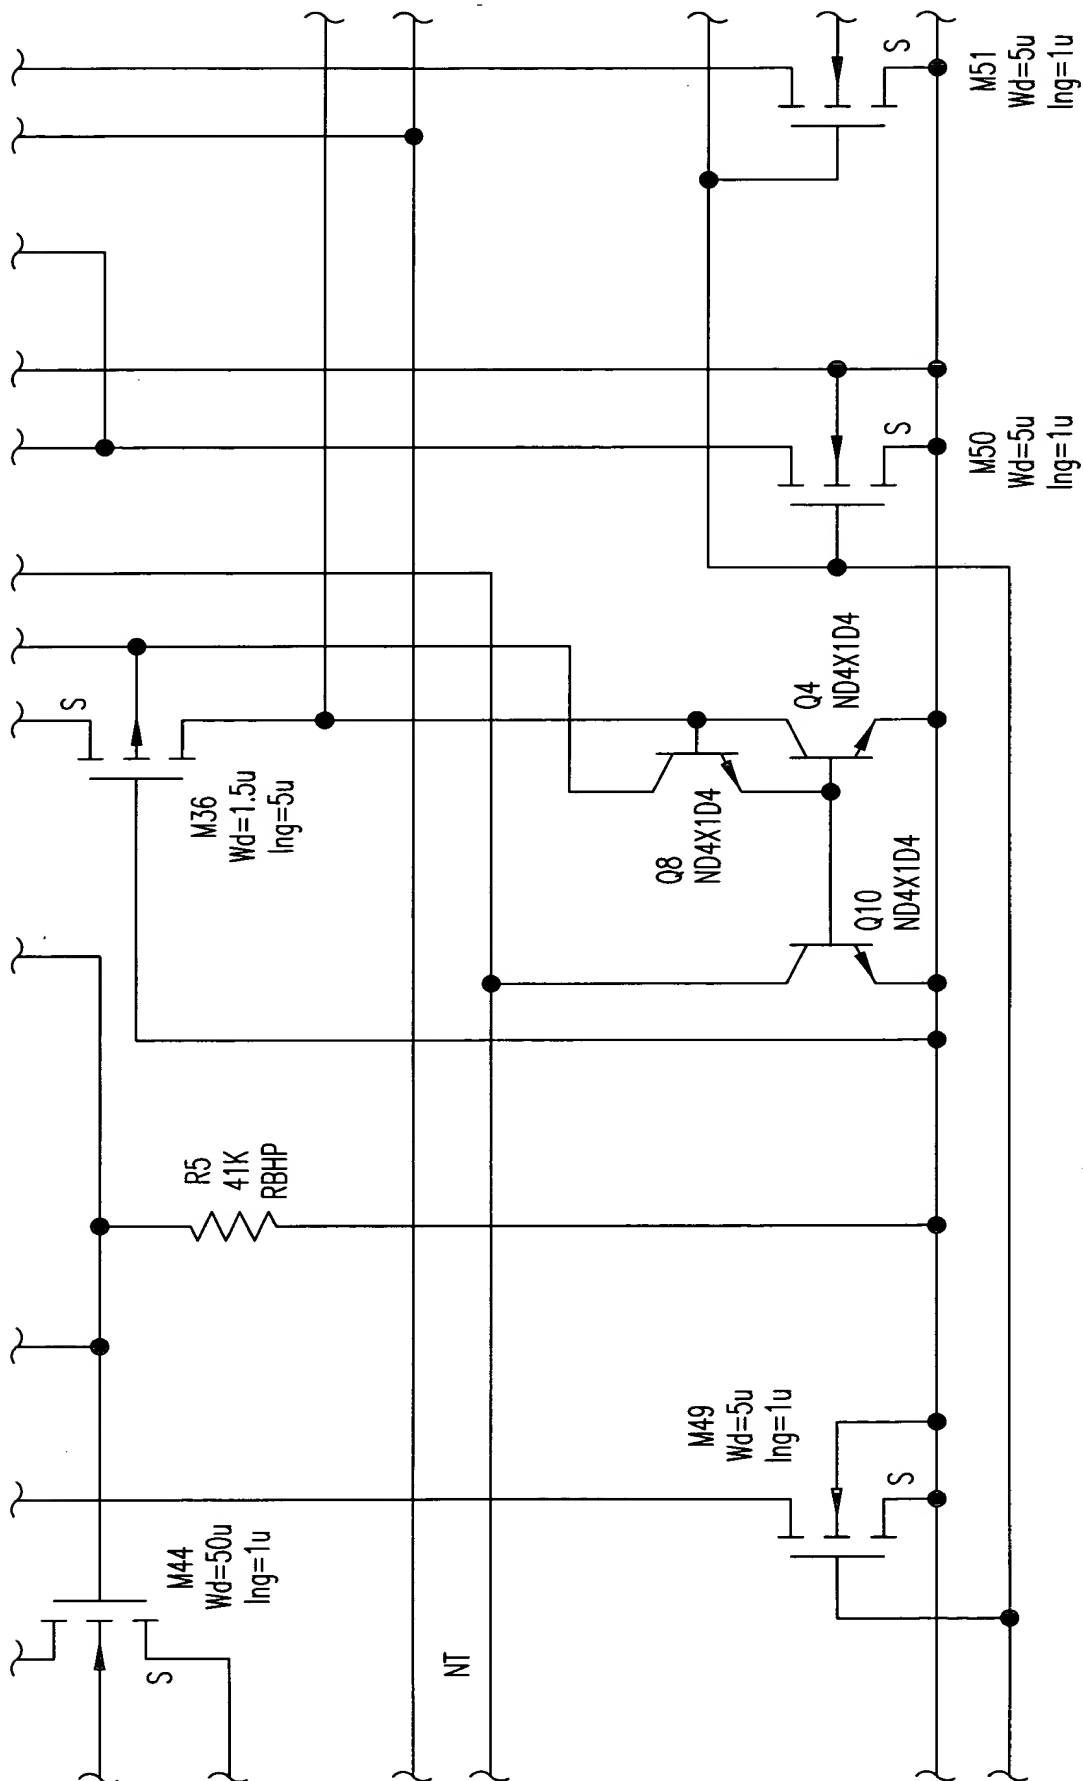 M44
Wd=50u
lng=1u
S
NT
M49
Wd=5u
lng=1u
S
R5
41K
RBHP
M36
Wd=1.5u
lng=5u
S
Q10
ND4X1D4
Q8
ND4X1D4
Q4
ND4X1D4
M50
Wd=5u
lng=1u
S
M51
Wd=5u
lng=1u
S